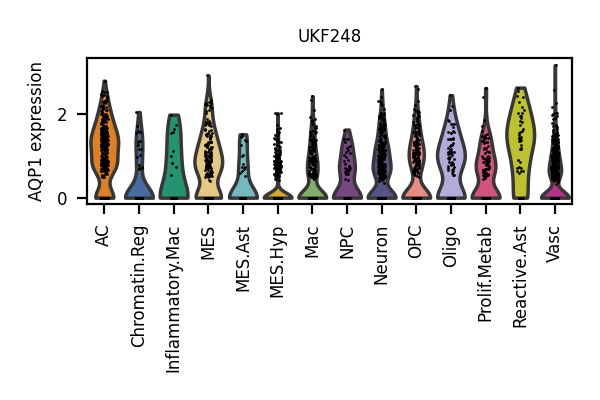 UKF248
AQP1 expression
2
0
AC
Chromatin.Reg
Inflammatory.Mac
MES
MES.Ast
MES.Hyp
Mac
NPC
Neuron
OPC
Oligo
Prolif.Metab
Reactive.Ast
Vasc